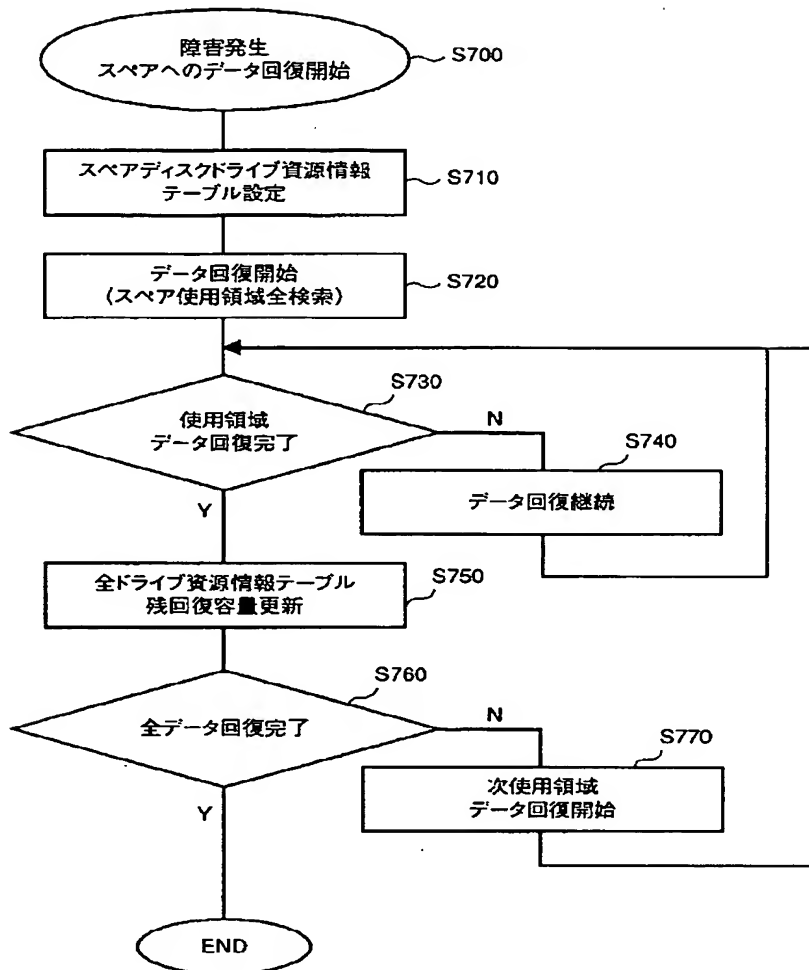 障害発生
スペアへのデータ回復開始
S700
スペアディスクドライブ資源情報
テーブル設定
S710
データ回復開始
(スペア使用領域全検索)
S720
S730
使用領域
データ回復完了
N
S740
データ回復継続
Y
S750
全ドライブ資源情報テーブル
残回復容量更新
S760
全データ回復完了
N
S770
次使用領域
データ回復開始
Y
END